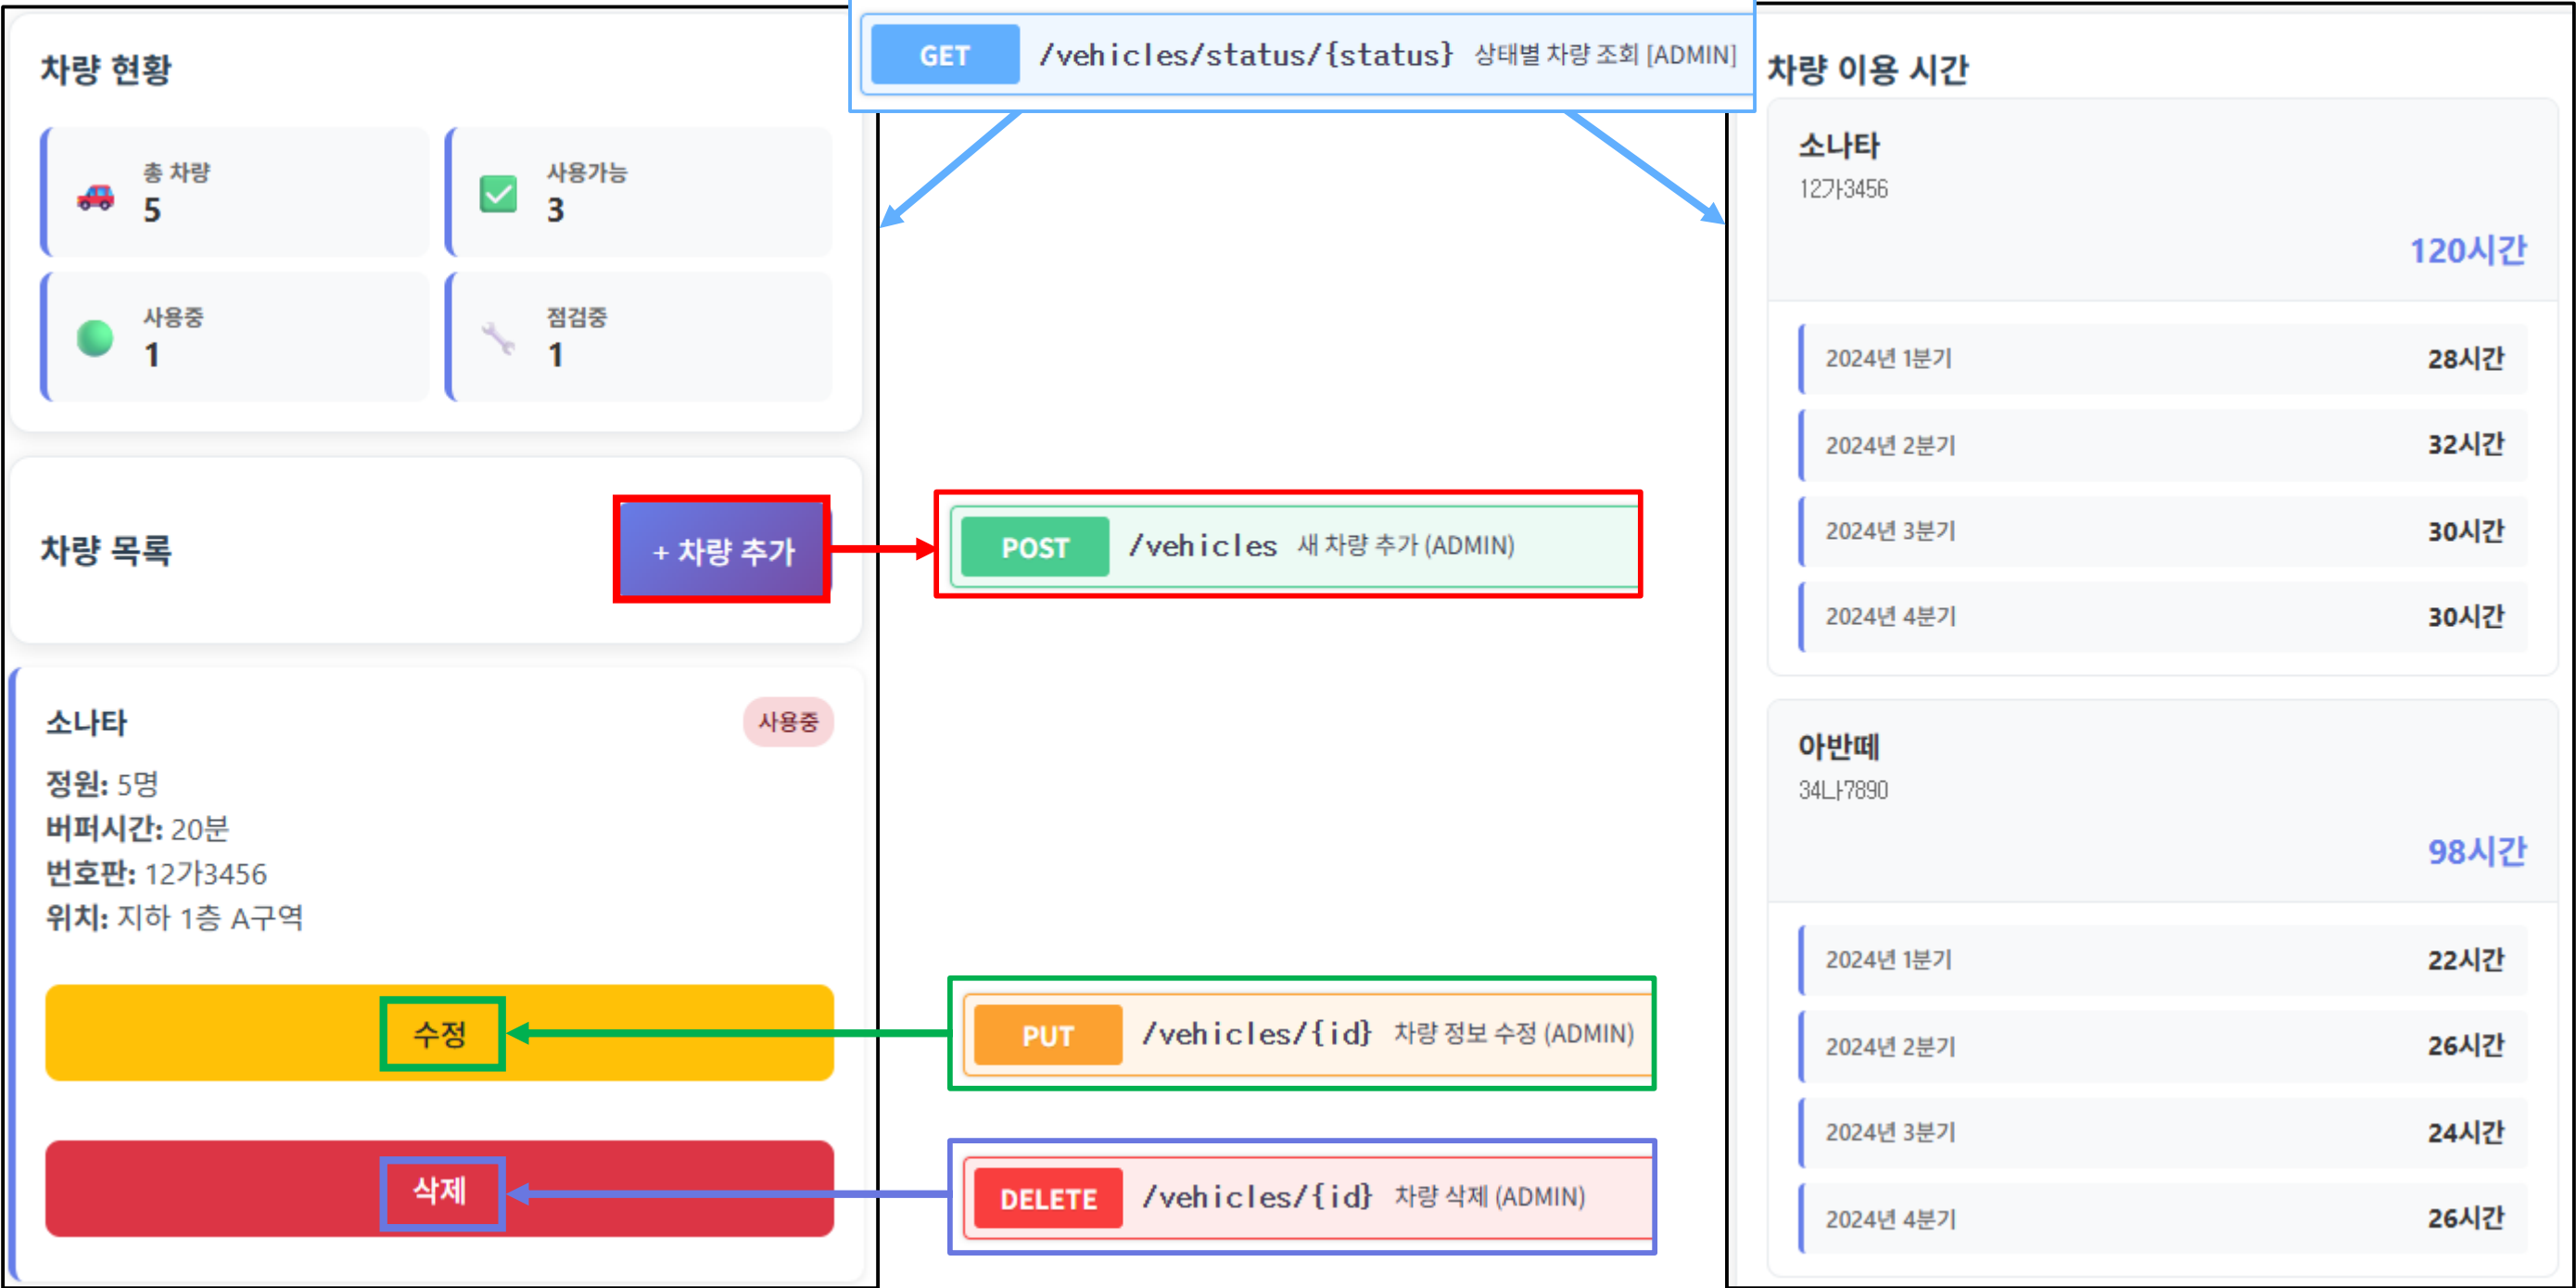 차량 현황
총 차량
5
사용가능
3
사용중
1
점검중
1
차량 목록
+ 차량 추가
소나타
사용중
정원: 5명
버퍼시간: 20분
번호판: 12가3456
위치: 지하 1층 A구역
수정
삭제
GET /vehicles/status/{status} 상태별 차량 조회 [ADMIN]
POST /vehicles 새 차량 추가 (ADMIN)
PUT /vehicles/{id} 차량 정보 수정 (ADMIN)
DELETE /vehicles/{id} 차량 삭제 (ADMIN)
차량 이용 시간
소나타
12가3456
120시간
2024년 1분기 28시간
2024년 2분기 32시간
2024년 3분기 30시간
2024년 4분기 30시간
아반떼
34나7890
98시간
2024년 1분기 22시간
2024년 2분기 26시간
2024년 3분기 24시간
2024년 4분기 26시간